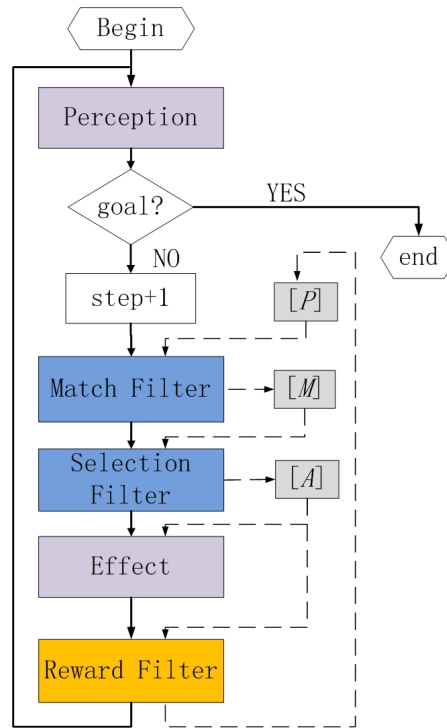 Begin
Perception
goal?
YES
end
NO
step+1
[P]
Match Filter
[M]
Selection
Filter
[A]
Effect
Reward Filter